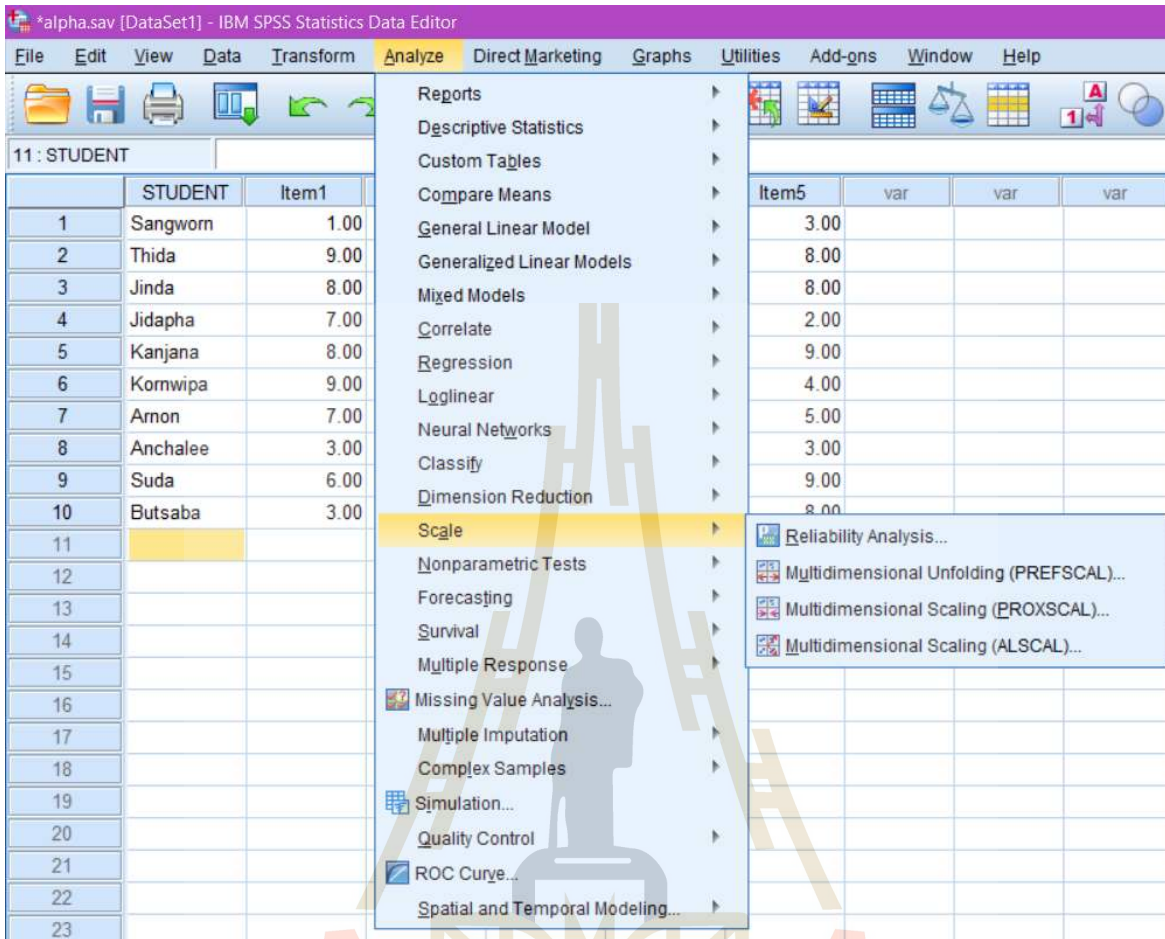 *alpha.sav [DataSet1] - IBM SPSS Statistics Data Editor
File Edit View Data Transform Analyze Direct Marketing Graphs Utilities Add-ons Window Help
11 : STUDENT
STUDENT Item1 Item5 var var var
1 Sangworn 1.00 3.00
2 Thida 9.00 8.00
3 Jinda 8.00 8.00
4 Jidapha 7.00 2.00
5 Kanjana 8.00 9.00
6 Kornwipa 9.00 4.00
7 Arnon 7.00 5.00
8 Anchalee 3.00 3.00
9 Suda 6.00 9.00
10 Butsaba 3.00 8.00
11
12
13
14
15
16
17
18
19
20
21
22
23
Reports
Descriptive Statistics
Custom Tables
Compare Means
General Linear Model
Generalized Linear Models
Mixed Models
Correlate
Regression
Loglinear
Neural Networks
Classify
Dimension Reduction
Scale
Nonparametric Tests
Forecasting
Survival
Multiple Response
Missing Value Analysis...
Multiple Imputation
Complex Samples
Simulation...
Quality Control
ROC Curve...
Spatial and Temporal Modeling...
Reliability Analysis...
Multidimensional Unfolding (PREFSCAL)...
Multidimensional Scaling (PROXSCAL)...
Multidimensional Scaling (ALSCAL)...
A
1